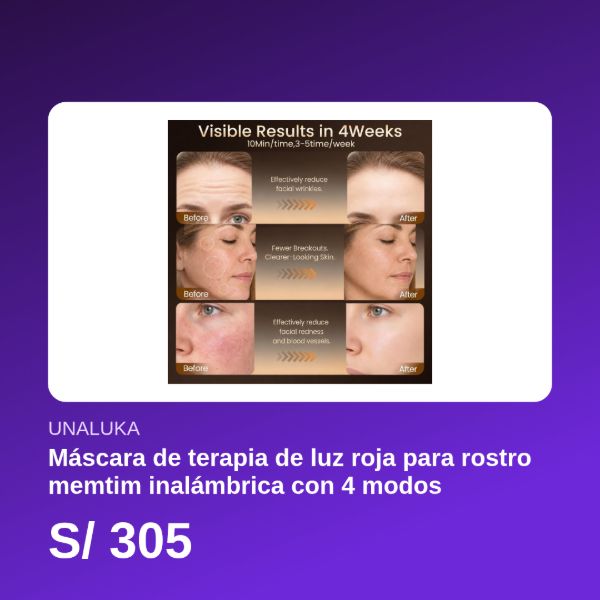 Visible Results in 4Weeks
10Min/time,3-5time/week
Effectively reduce
facial wrinkles.
Before
After
Fewer Breakouts.
Clearer-Looking Skin.
Before
After
Effectively reduce
facial redness
and blood vessels.
Before
After
UNALUKA
Máscara de terapia de luz roja para rostro
memtim inalámbrica con 4 modos
S/ 305